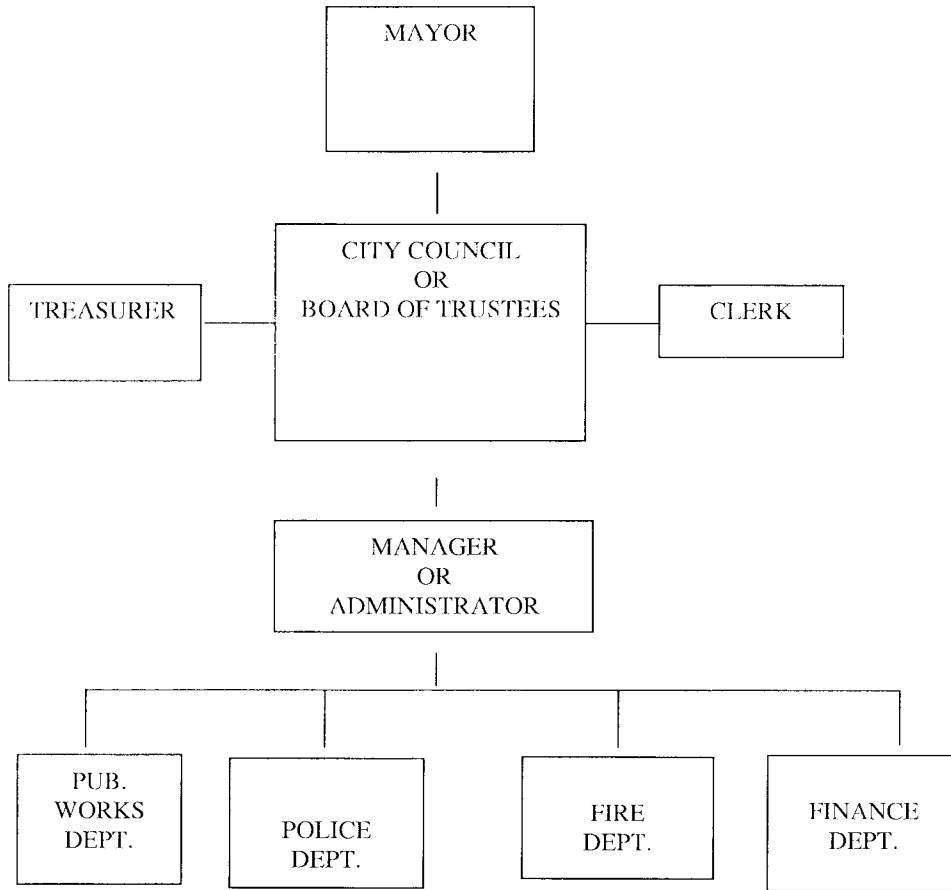 MAYOR
CITY COUNCIL
OR
BOARD OF TRUSTEES
TREASURER
CLERK
MANAGER
OR
ADMINISTRATOR
PUB.
WORKS
DEPT.
POLICE
DEPT.
FIRE
DEPT.
FINANCE
DEPT.